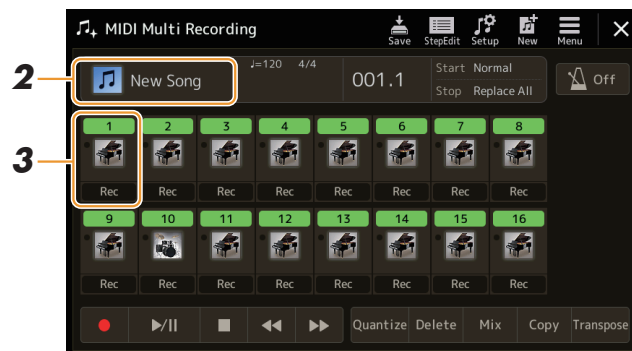 MIDI Multi Recording
Save StepEdit Setup New Menu
2
New Song
♩=120 4/4
001.1
Start Normal
Stop Replace All
Off
3
1 2 3 4 5 6 7 8
Rec Rec Rec Rec Rec Rec Rec Rec
9 10 11 12 13 14 15 16
Rec Rec Rec Rec Rec Rec Rec Rec
Quantize Delete Mix Copy Transpose